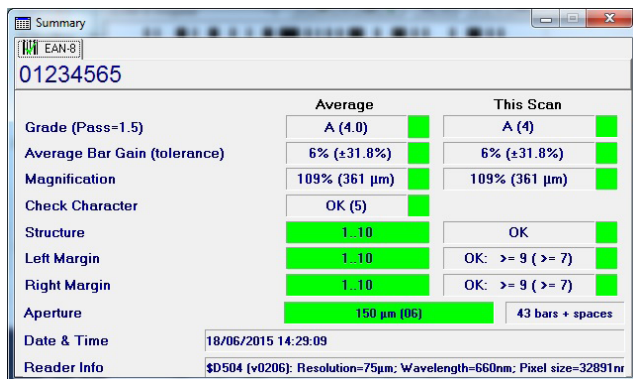 Summary
EAN-8
01234565
Average This Scan
Grade (Pass=1.5) A (4.0) A (4)
Average Bar Gain (tolerance) 6% (±31.8%) 6% (±31.8%)
Magnification 109% (361 µm) 109% (361 µm)
Check Character OK (5)
Structure 1..10 OK
Left Margin 1..10 OK: >= 9 ( >= 7)
Right Margin 1..10 OK: >= 9 ( >= 7)
Aperture 150 µm (06) 43 bars + spaces
Date & Time 18/06/2015 14:29:09
Reader Info $D504 (v0206): Resolution=75µm; Wavelength=660nm; Pixel size=32891nm